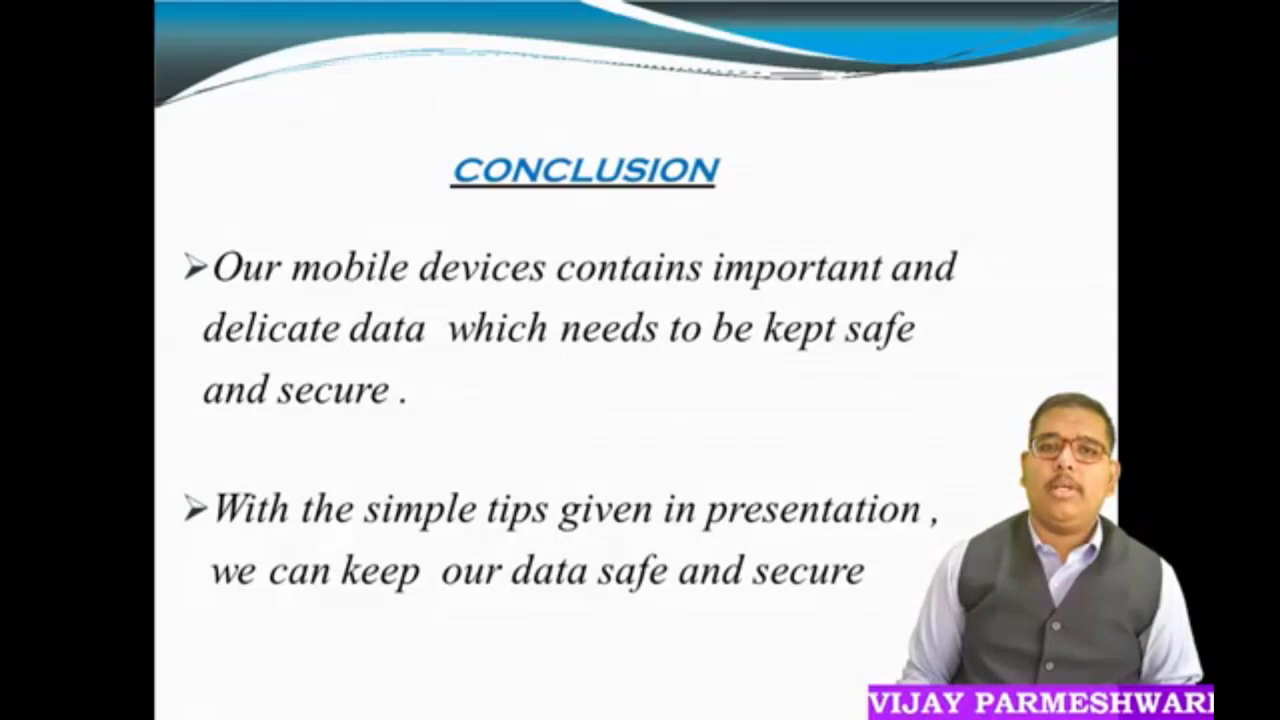 CONCLUSION
➢Our mobile devices contains important and
delicate data which needs to be kept safe
and secure .
➢With the simple tips given in presentation ,
we can keep our data safe and secure
VIJAY PARMESHWARI